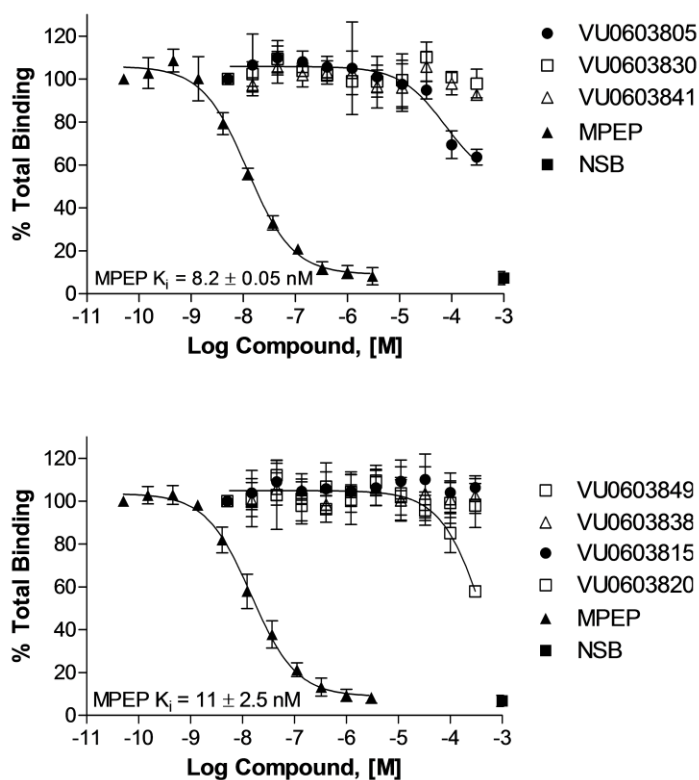 120
100
80
60
40
20
0
% Total Binding
MPEP Kᵢ = 8.2 ± 0.05 nM
-11 -10 -9 -8 -7 -6 -5 -4 -3
Log Compound, [M]
VU0603805
VU0603830
VU0603841
MPEP
NSB
120
100
80
60
40
20
0
% Total Binding
MPEP Kᵢ = 11 ± 2.5 nM
-11 -10 -9 -8 -7 -6 -5 -4 -3
Log Compound, [M]
VU0603849
VU0603838
VU0603815
VU0603820
MPEP
NSB